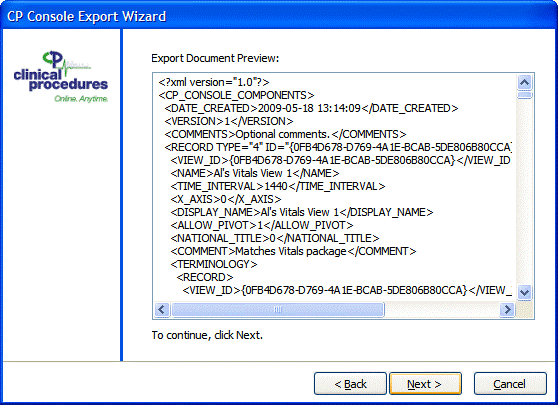 CP Console Export Wizard
CP
clinical
procedures
Online. Anytime.
Export Document Preview:
<?xml version="1.0"?>
<CP_CONSOLE_COMPONENTS>
<DATE_CREATED>2009-05-18 13:14:09</DATE_CREATED>
<VERSION>1</VERSION>
<COMMENTS>Optional comments.</COMMENTS>
<RECORD TYPE="4" ID="{0FB4D678-D769-4A1E-BCAB-5DE806B80CCA}
<VIEW_ID>{0FB4D678-D769-4A1E-BCAB-5DE806B80CCA}</VIEW_ID
<NAME>Al's Vitals View 1</NAME>
<TIME_INTERVAL>1440</TIME_INTERVAL>
<X_AXIS>0</X_AXIS>
<DISPLAY_NAME>Al's Vitals View 1</DISPLAY_NAME>
<ALLOW_PIVOT>1</ALLOW_PIVOT>
<NATIONAL_TITLE>0</NATIONAL_TITLE>
<COMMENT>Matches Vitals package</COMMENT>
<TERMINOLOGY>
<RECORD>
<VIEW_ID>{0FB4D678-D769-4A1E-BCAB-5DE806B80CCA}</VIEW_
To continue, click Next.
< Back
Next >
Cancel